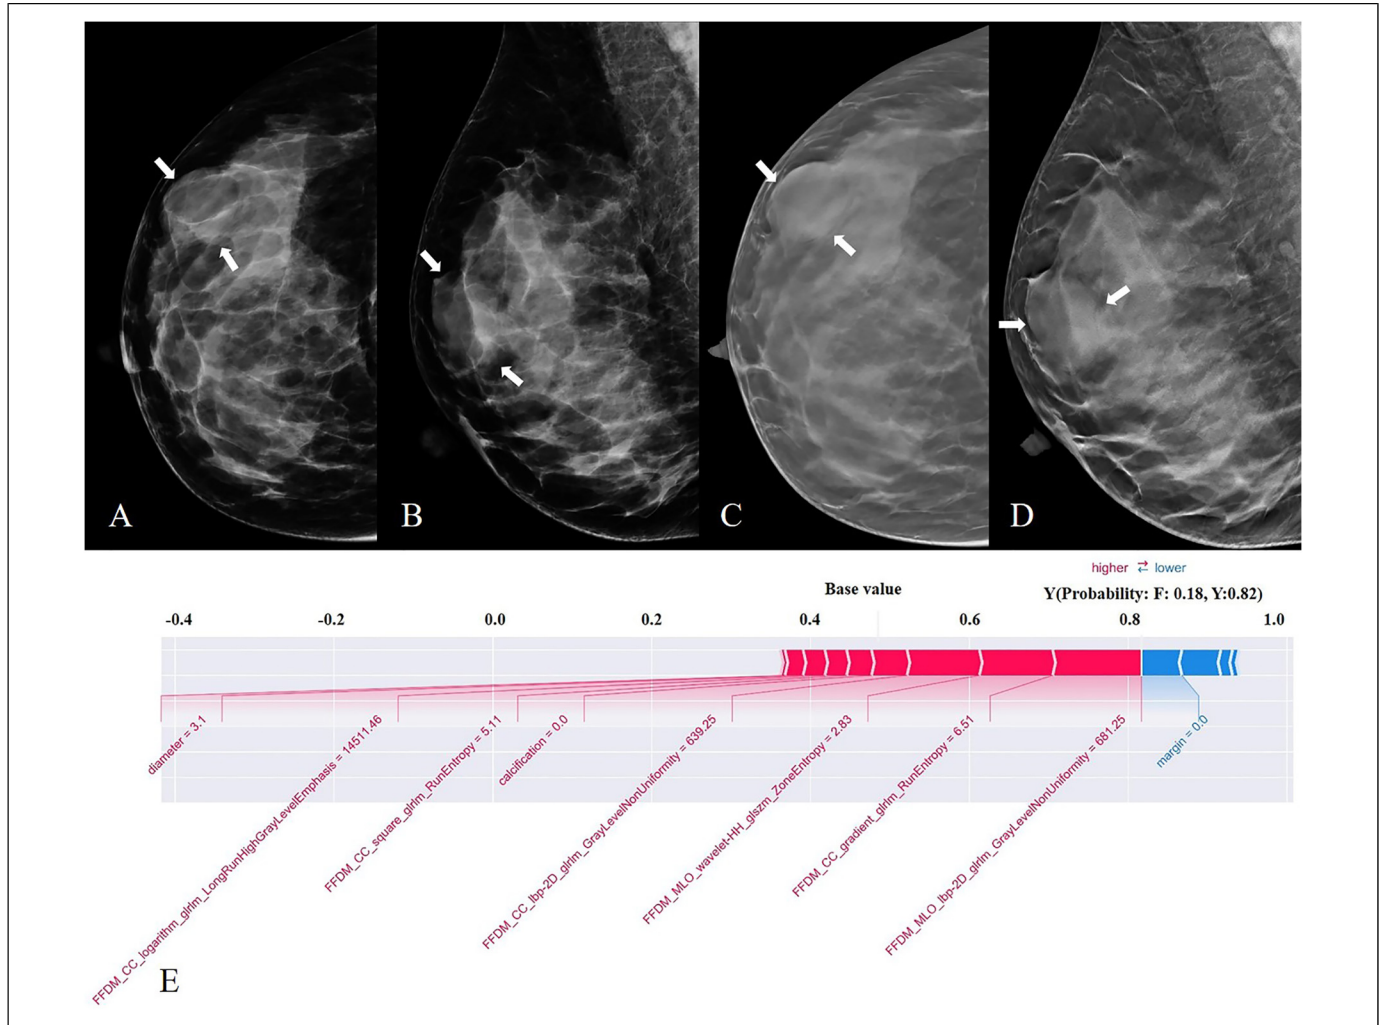 A
B
C
D
higher ⇄ lower
Base value
Y(Probability: F: 0.18, Y:0.82)
-0.4
-0.2
0.0
0.2
0.4
0.6
0.8
1.0
diameter = 3.1
FFDM_CC_logarithm_glrlm_LongRunHighGrayLevelEmphasis = 14511.46
FFDM_CC_square_glrlm_RunEntropy = 5.11
calcification = 0.0
FFDM_CC_lbp-2D_glrlm_GrayLevelNonUniformity = 639.25
FFDM_MLO_wavelet-HH_glszm_ZoneEntropy = 2.83
FFDM_CC_gradient_glrlm_RunEntropy = 6.51
FFDM_MLO_lbp-2D_glrlm_GrayLevelNonUniformity = 681.25
margin = 0.0
E